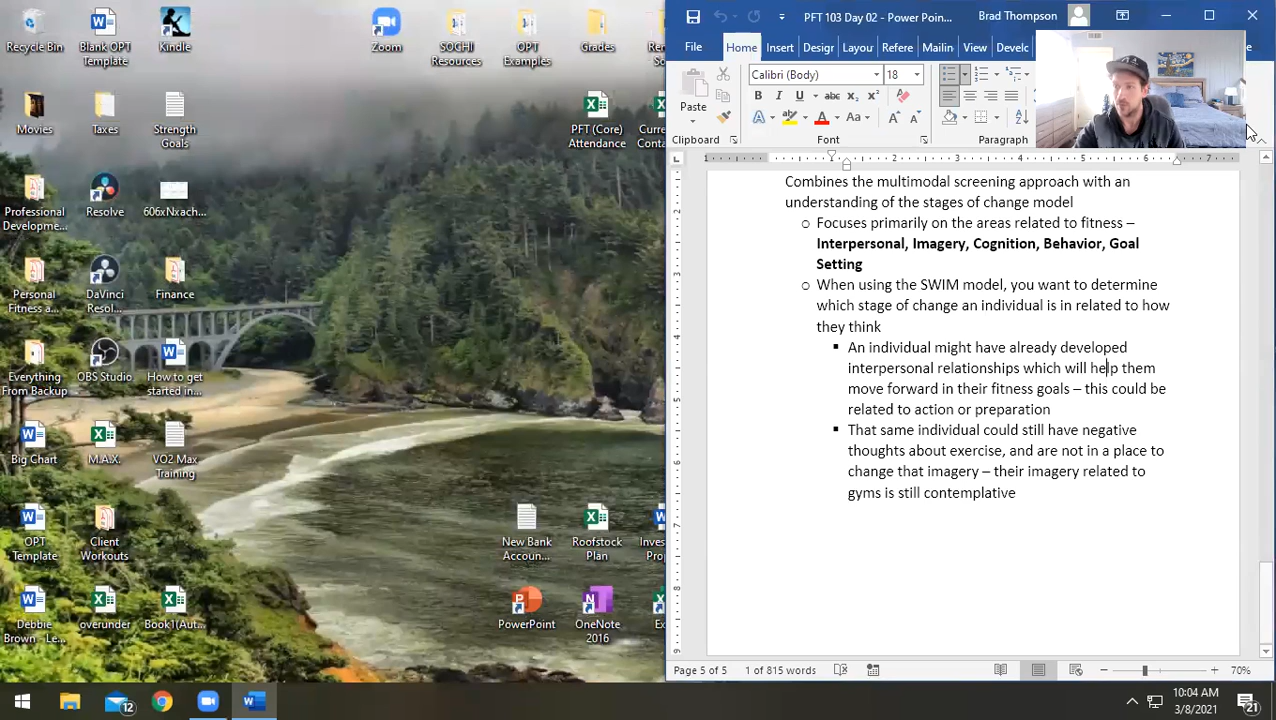 Recycle Bin
Blank OPT
Template
Kindle
Zoom
SOCHI
Resources
OPT
Examples
Grades
Movies
Taxes
Strength
Goals
PFT (Core)
Attendance
Professional
Developme...
Resolve
606xNxach...
Personal
Fitness a...
DaVinci
Resol...
Finance
Everything
From Backup
OBS Studio
How to get
started in...
Big Chart
M.A.X.
VO2 Max
Training
OPT
Template
Client
Workouts
New Bank
Accoun...
Roofstock
Plan
Debbie
Brown - Le...
overunder
Book1(Aut...
PowerPoint
OneNote
2016
PFT 103 Day 02 - Power Poin...
Brad Thompson
File Home Insert Desigr Layou Refere Mailin View Develc
Calibri (Body) 18
Paste
Clipboard
Font
Paragraph
Combines the multimodal screening approach with an
understanding of the stages of change model
o Focuses primarily on the areas related to fitness –
Interpersonal, Imagery, Cognition, Behavior, Goal
Setting
o When using the SWIM model, you want to determine
which stage of change an individual is in related to how
they think
▪ An individual might have already developed
interpersonal relationships which will help them
move forward in their fitness goals – this could be
related to action or preparation
▪ That same individual could still have negative
thoughts about exercise, and are not in a place to
change that imagery – their imagery related to
gyms is still contemplative
Page 5 of 5 1 of 815 words 70%
12
10:04 AM
3/8/2021
21